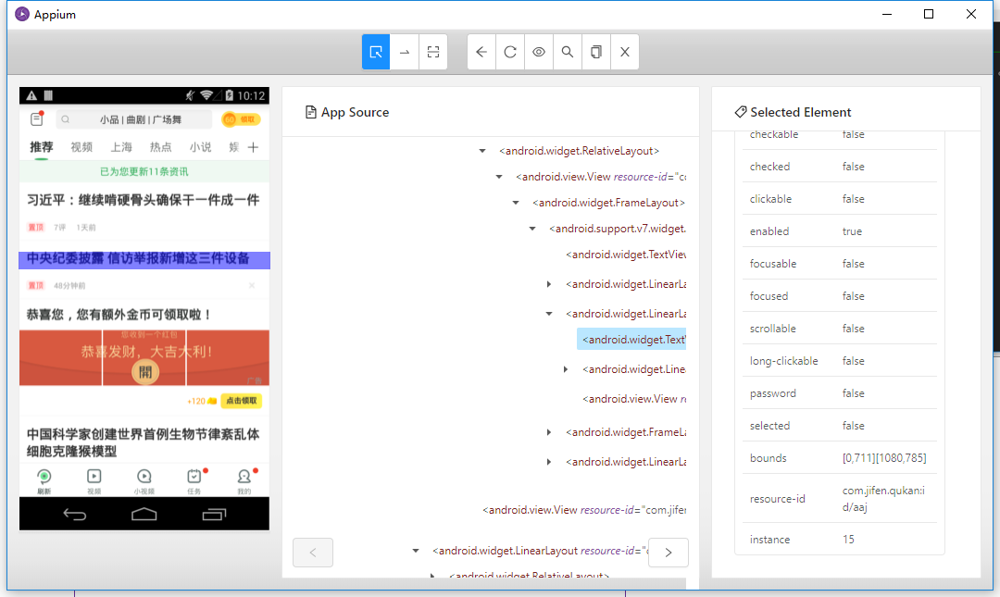 Appium
10:12
小品 | 曲剧 | 广场舞
60 领取
推荐 视频 上海 热点 小说 娱
已为您更新11条资讯
习近平：继续啃硬骨头确保干一件成一件
置顶 7评 1天前
中央纪委披露 信访举报新增这三件设备
置顶 48分钟前
恭喜您，您有额外金币可领取啦！
您收到一个红包
恭喜发财，大吉大利！
開
广告
+120 点击领取
中国科学家创建世界首例生物节律紊乱体
细胞克隆猴模型
刷新 视频 小视频 任务 我的
App Source
<android.widget.RelativeLayout>
<android.view.View resource-id="c
<android.widget.FrameLayout>
<android.support.v7.widget.
<android.widget.TextView
<android.widget.LinearLa
<android.widget.LinearLa
<android.widget.Text
<android.widget.Line
<android.view.View re
<android.widget.FrameLa
<android.widget.LinearLa
<android.view.View resource-id="com.jifen
<android.widget.LinearLayout resource-id="c
<android.widget.RelativeLayout>
Selected Element
checkable false
checked false
clickable false
enabled true
focusable false
focused false
scrollable false
long-clickable false
password false
selected false
bounds [0,711][1080,785]
resource-id com.jifen.qukan:i
d/aaj
instance 15